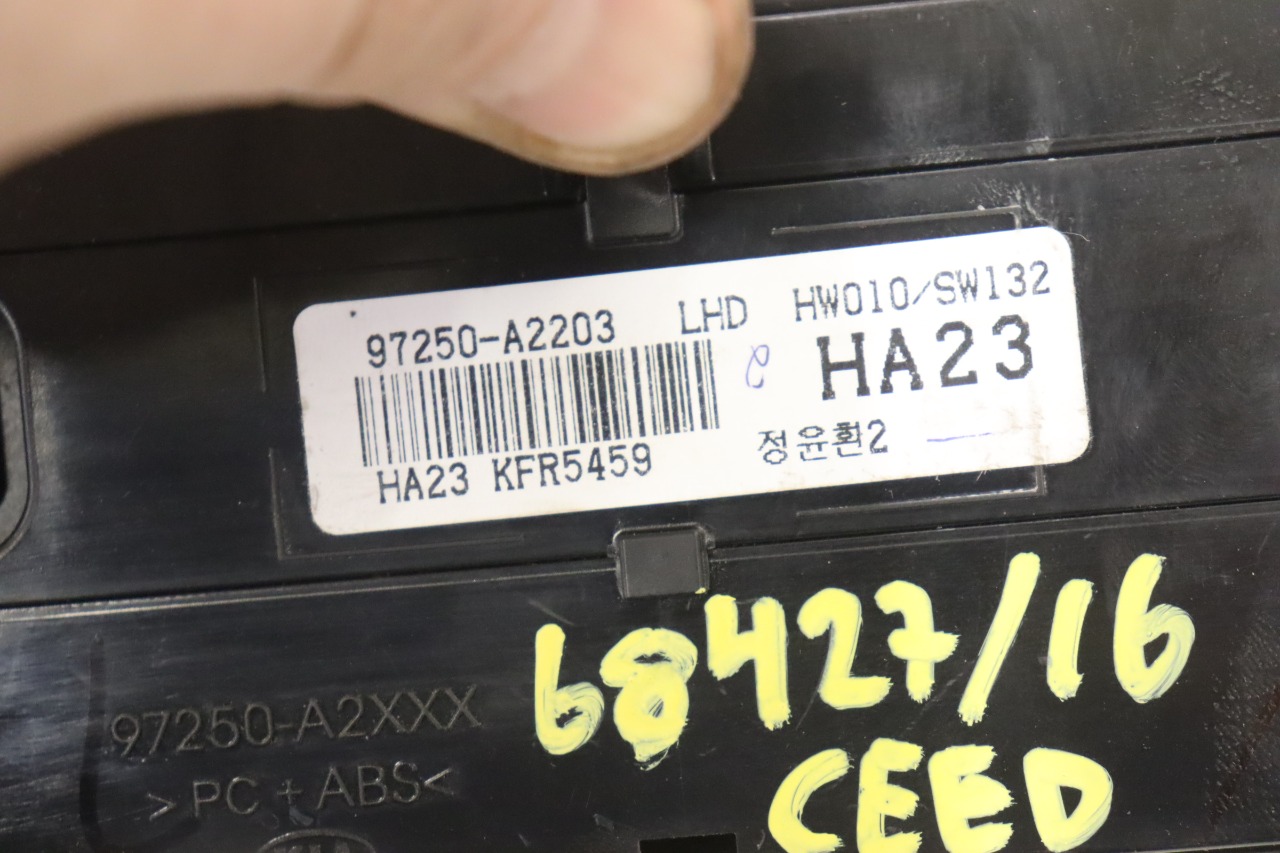 97250-A2203 LHD HW010/SW132
HA23
HA23 KFR5459
정윤환2
68427/16
CEED
97250-A2XXX
>PC + ABS<